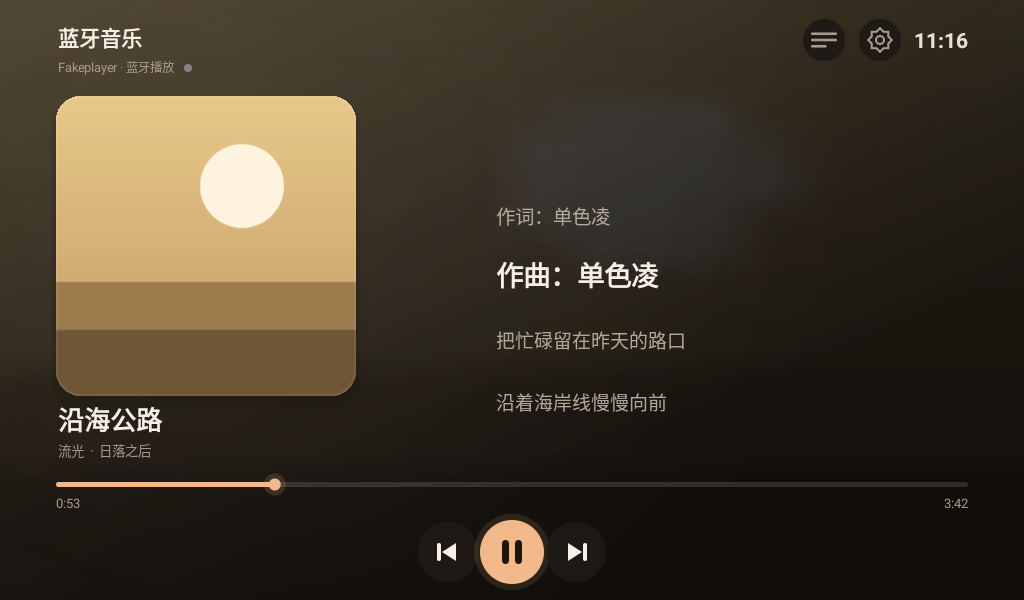 蓝牙音乐
Fakeplayer · 蓝牙播放
11:16
作词：单色凌
作曲：单色凌
把忙碌留在昨天的路口
沿着海岸线慢慢向前
沿海公路
流光 · 日落之后
0:53
3:42